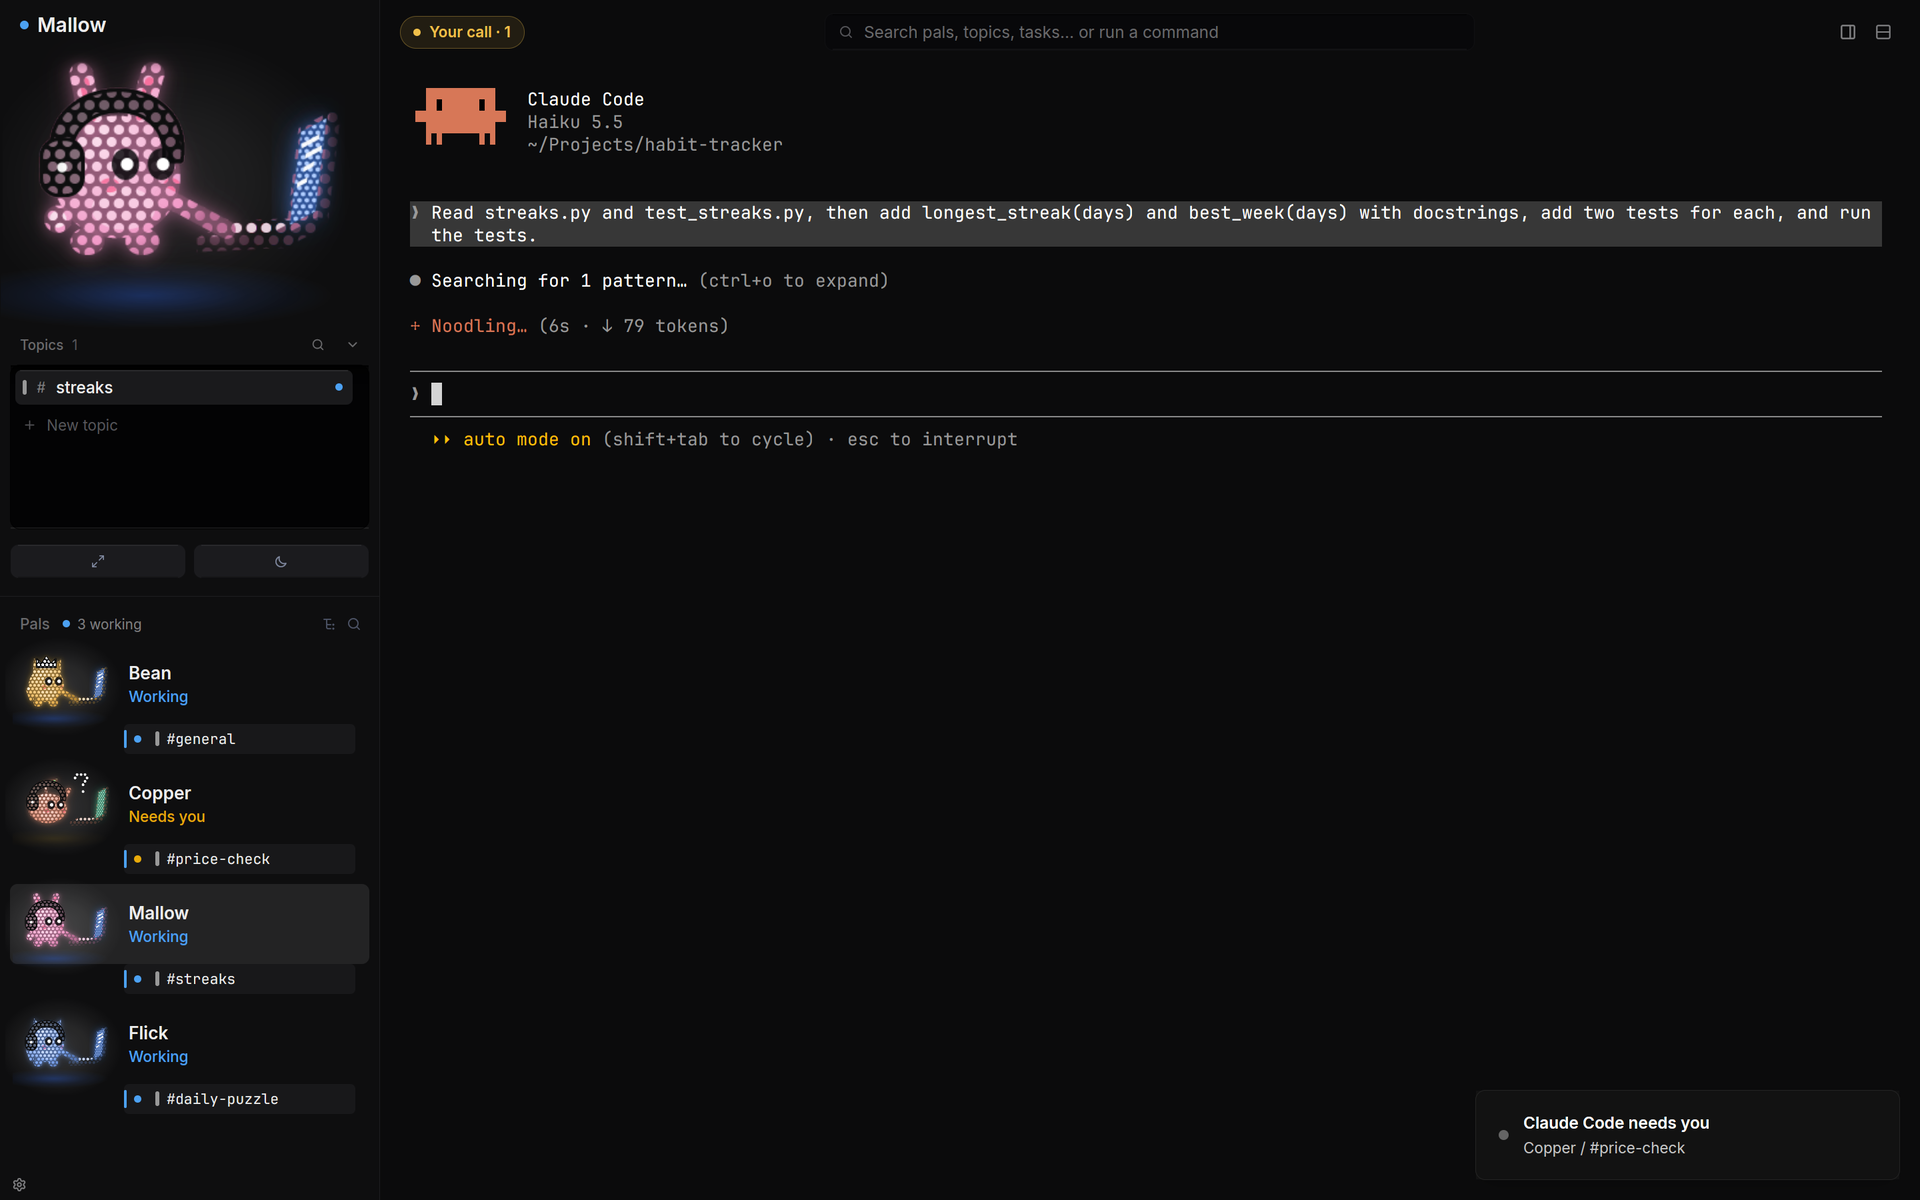 Mallow
Your call · 1
Search pals, topics, tasks... or run a command
Claude Code
Haiku 5.5
~/Projects/habit-tracker
❯ Read streaks.py and test_streaks.py, then add longest_streak(days) and best_week(days) with docstrings, add two tests for each, and run
the tests.
● Searching for 1 pattern… (ctrl+o to expand)
+ Noodling… (6s · ↓ 79 tokens)
❯
⏵⏵ auto mode on (shift+tab to cycle) · esc to interrupt
Topics 1
# streaks
+ New topic
Pals 3 working
Bean
Working
#general
Copper
Needs you
#price-check
Mallow
Working
#streaks
Flick
Working
#daily-puzzle
Claude Code needs you
Copper / #price-check